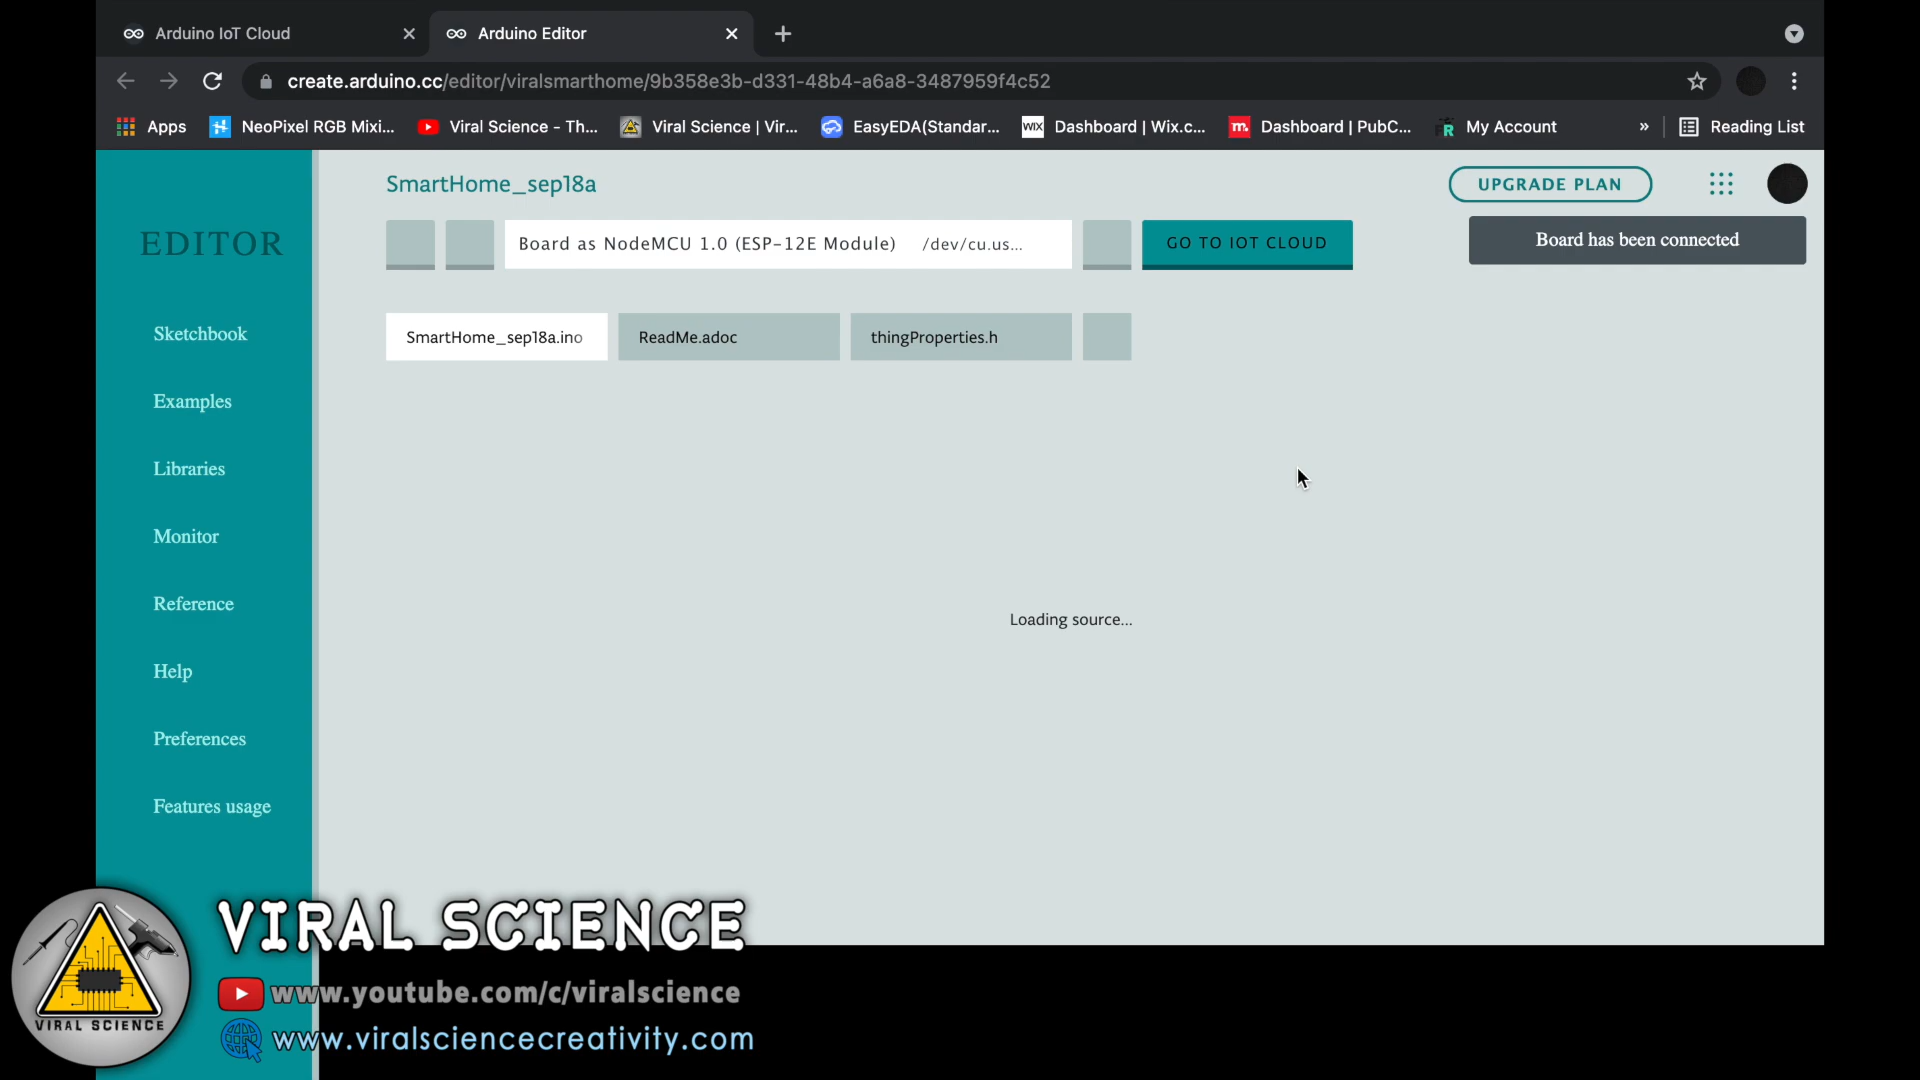 Arduino IoT Cloud
Arduino Editor
create.arduino.cc/editor/viralsmarthome/9b358e3b-d331-48b4-a6a8-3487959f4c52
Apps
NeoPixel RGB Mixi...
Viral Science - Th...
Viral Science | Vir...
EasyEDA(Standar...
WiX Dashboard | Wix.c...
m. Dashboard | PubC...
FR My Account
»
Reading List
SmartHome_sep18a
UPGRADE PLAN
EDITOR
Board as NodeMCU 1.0 (ESP-12E Module) /dev/cu.us...
GO TO IOT CLOUD
Board has been connected
SmartHome_sep18a.ino
ReadMe.adoc
thingProperties.h
Sketchbook
Examples
Libraries
Monitor
Reference
Help
Preferences
Features usage
Loading source...
VIRAL SCIENCE
VIRAL SCIENCE
www.youtube.com/c/viralscience
www.viralsciencecreativity.com